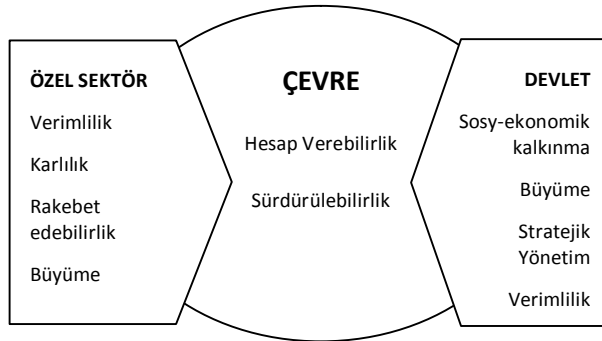 ÖZEL SEKTÖR
Verimlilik
Karlılık
Rakebet
edebilirlik
Büyüme
ÇEVRE
Hesap Verebilirlik
Sürdürülebilirlik
DEVLET
Sosy-ekonomik
kalkınma
Büyüme
Stratejik
Yönetim
Verimlilik